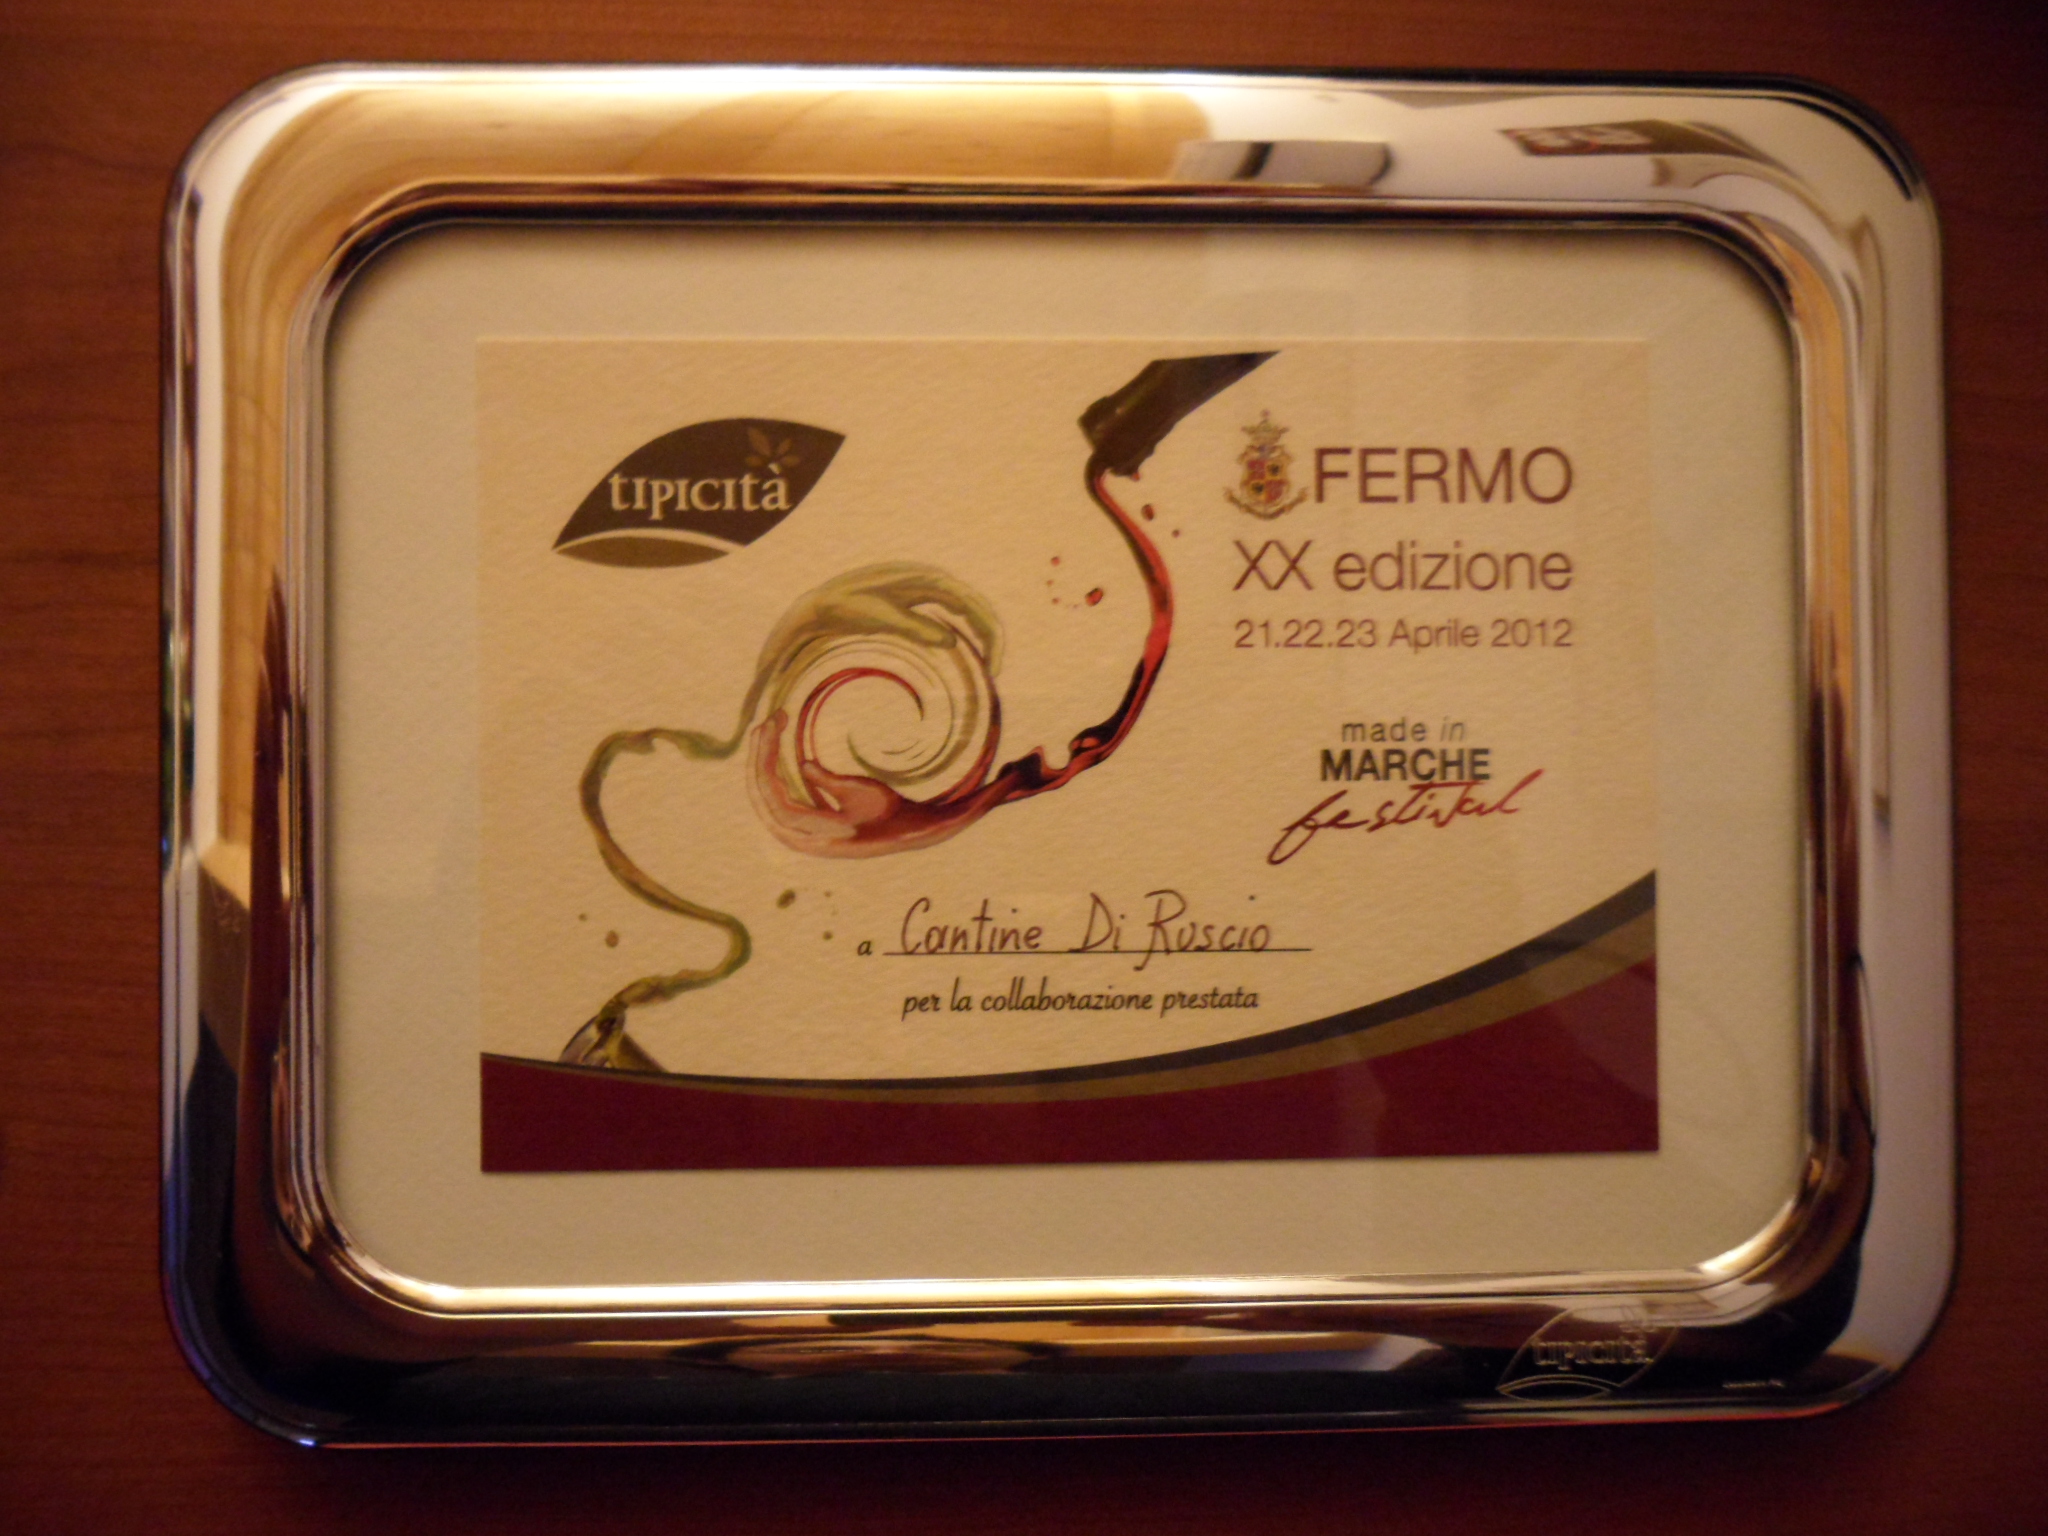 tipicità
FERMO
XX edizione
21.22.23 Aprile 2012
made in
MARCHE
festival
a Cantine Di Ruscio
per la collaborazione prestata
tipicità